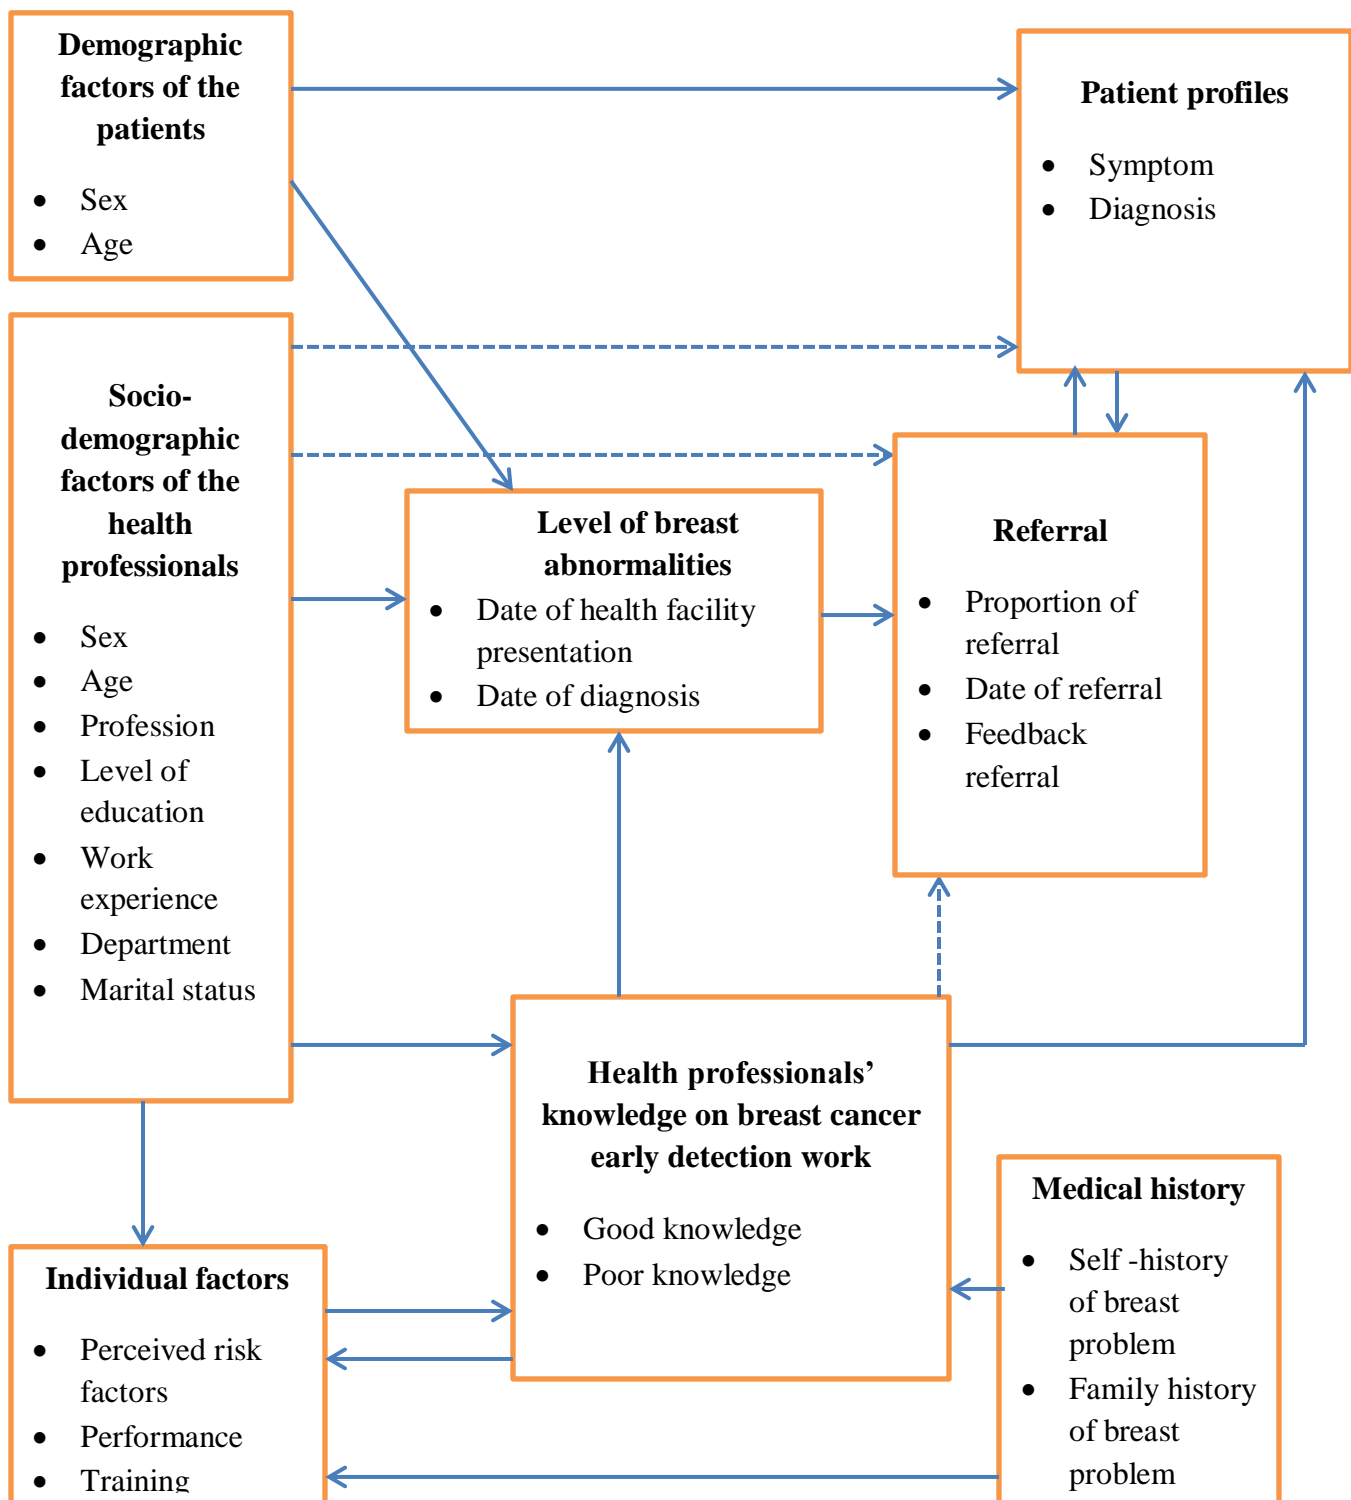 Demographic
factors of the
patients
• Sex
• Age
Patient profiles
• Symptom
• Diagnosis
Socio-
demographic
factors of the
health
professionals
• Sex
• Age
• Profession
• Level of
education
• Work
experience
• Department
• Marital status
Level of breast
abnormalities
• Date of health facility
presentation
• Date of diagnosis
Referral
• Proportion of
referral
• Date of referral
• Feedback
referral
Health professionals’
knowledge on breast cancer
early detection work
• Good knowledge
• Poor knowledge
Medical history
• Self -history
of breast
problem
• Family history
of breast
problem
Individual factors
• Perceived risk
factors
• Performance
• Training